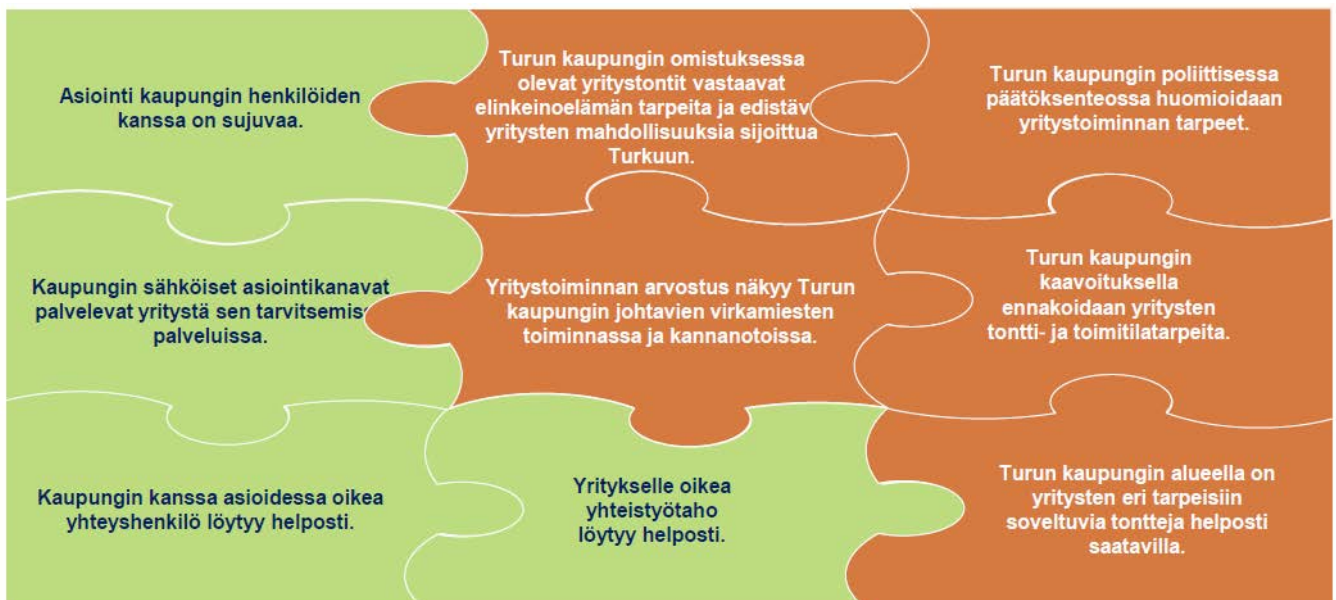 Asiointi kaupungin henkilöiden
kanssa on sujuvaa.
Turun kaupungin omistuksessa
olevat yritystontit vastaavat
elinkeinoelämän tarpeita ja edistäv
yritysten mahdollisuuksia sijoittua
Turkuun.
Turun kaupungin poliittisessa
päätöksenteossa huomioidaan
yritystoiminnan tarpeet.
Kaupungin sähköiset asiointikanavat
palvelevat yritystä sen tarvitsemis
palveluissa.
Yritystoiminnan arvostus näkyy Turun
kaupungin johtavien virkamiesten
toiminnassa ja kannanotoissa.
Turun kaupungin
kaavoituksella
ennakoidaan yritysten
tontti- ja toimitilatarpeita.
Kaupungin kanssa asioidessa oikea
yhteyshenkilö löytyy helposti.
Yritykselle oikea
yhteistyötaho
löytyy helposti.
Turun kaupungin alueella on
yritysten eri tarpeisiin
soveltuvia tontteja helposti
saatavilla.